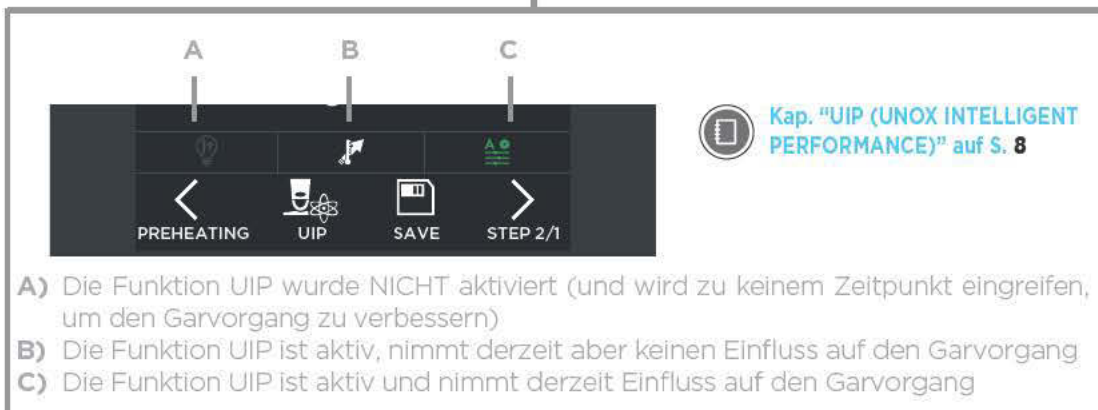 A B C
Kap. “UIP (UNOX INTELLIGENT
PERFORMANCE)” auf S. 8
PREHEATING UIP SAVE STEP 2/1
A) Die Funktion UIP wurde NICHT aktiviert (und wird zu keinem Zeitpunkt eingreifen,
um den Garvorgang zu verbessern)
B) Die Funktion UIP ist aktiv, nimmt derzeit aber keinen Einfluss auf den Garvorgang
C) Die Funktion UIP ist aktiv und nimmt derzeit Einfluss auf den Garvorgang